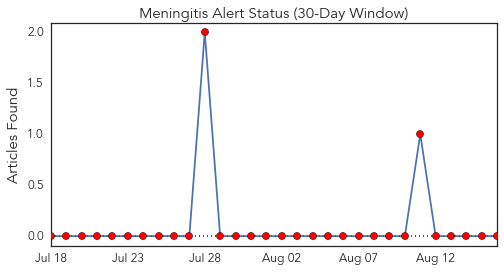 Meningitis Alert Status (30-Day Window)
Articles Found
2.0
1.5
1.0
0.5
0.0
Jul 18 Jul 23 Jul 28 Aug 02 Aug 07 Aug 12